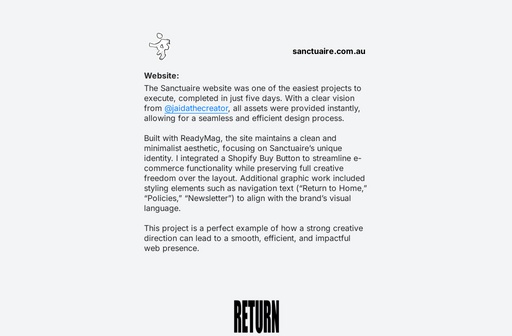 sanctuaire.com.au
Website:
The Sanctuaire website was one of the easiest projects to
execute, completed in just five days. With a clear vision
from @jaidathecreator, all assets were provided instantly,
allowing for a seamless and efficient design process.
Built with ReadyMag, the site maintains a clean and
minimalist aesthetic, focusing on Sanctuaire’s unique
identity. I integrated a Shopify Buy Button to streamline e-
commerce functionality while preserving full creative
freedom over the layout. Additional graphic work included
styling elements such as navigation text (“Return to Home,”
“Policies,” “Newsletter”) to align with the brand’s visual
language.
This project is a perfect example of how a strong creative
direction can lead to a smooth, efficient, and impactful
web presence.
RETURN